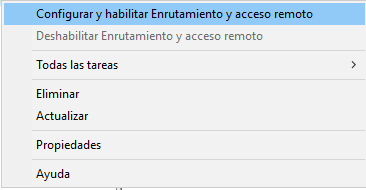 Configurar y habilitar Enrutamiento y acceso remoto
Deshabilitar Enrutamiento y acceso remoto
Todas las tareas
Eliminar
Actualizar
Propiedades
Ayuda